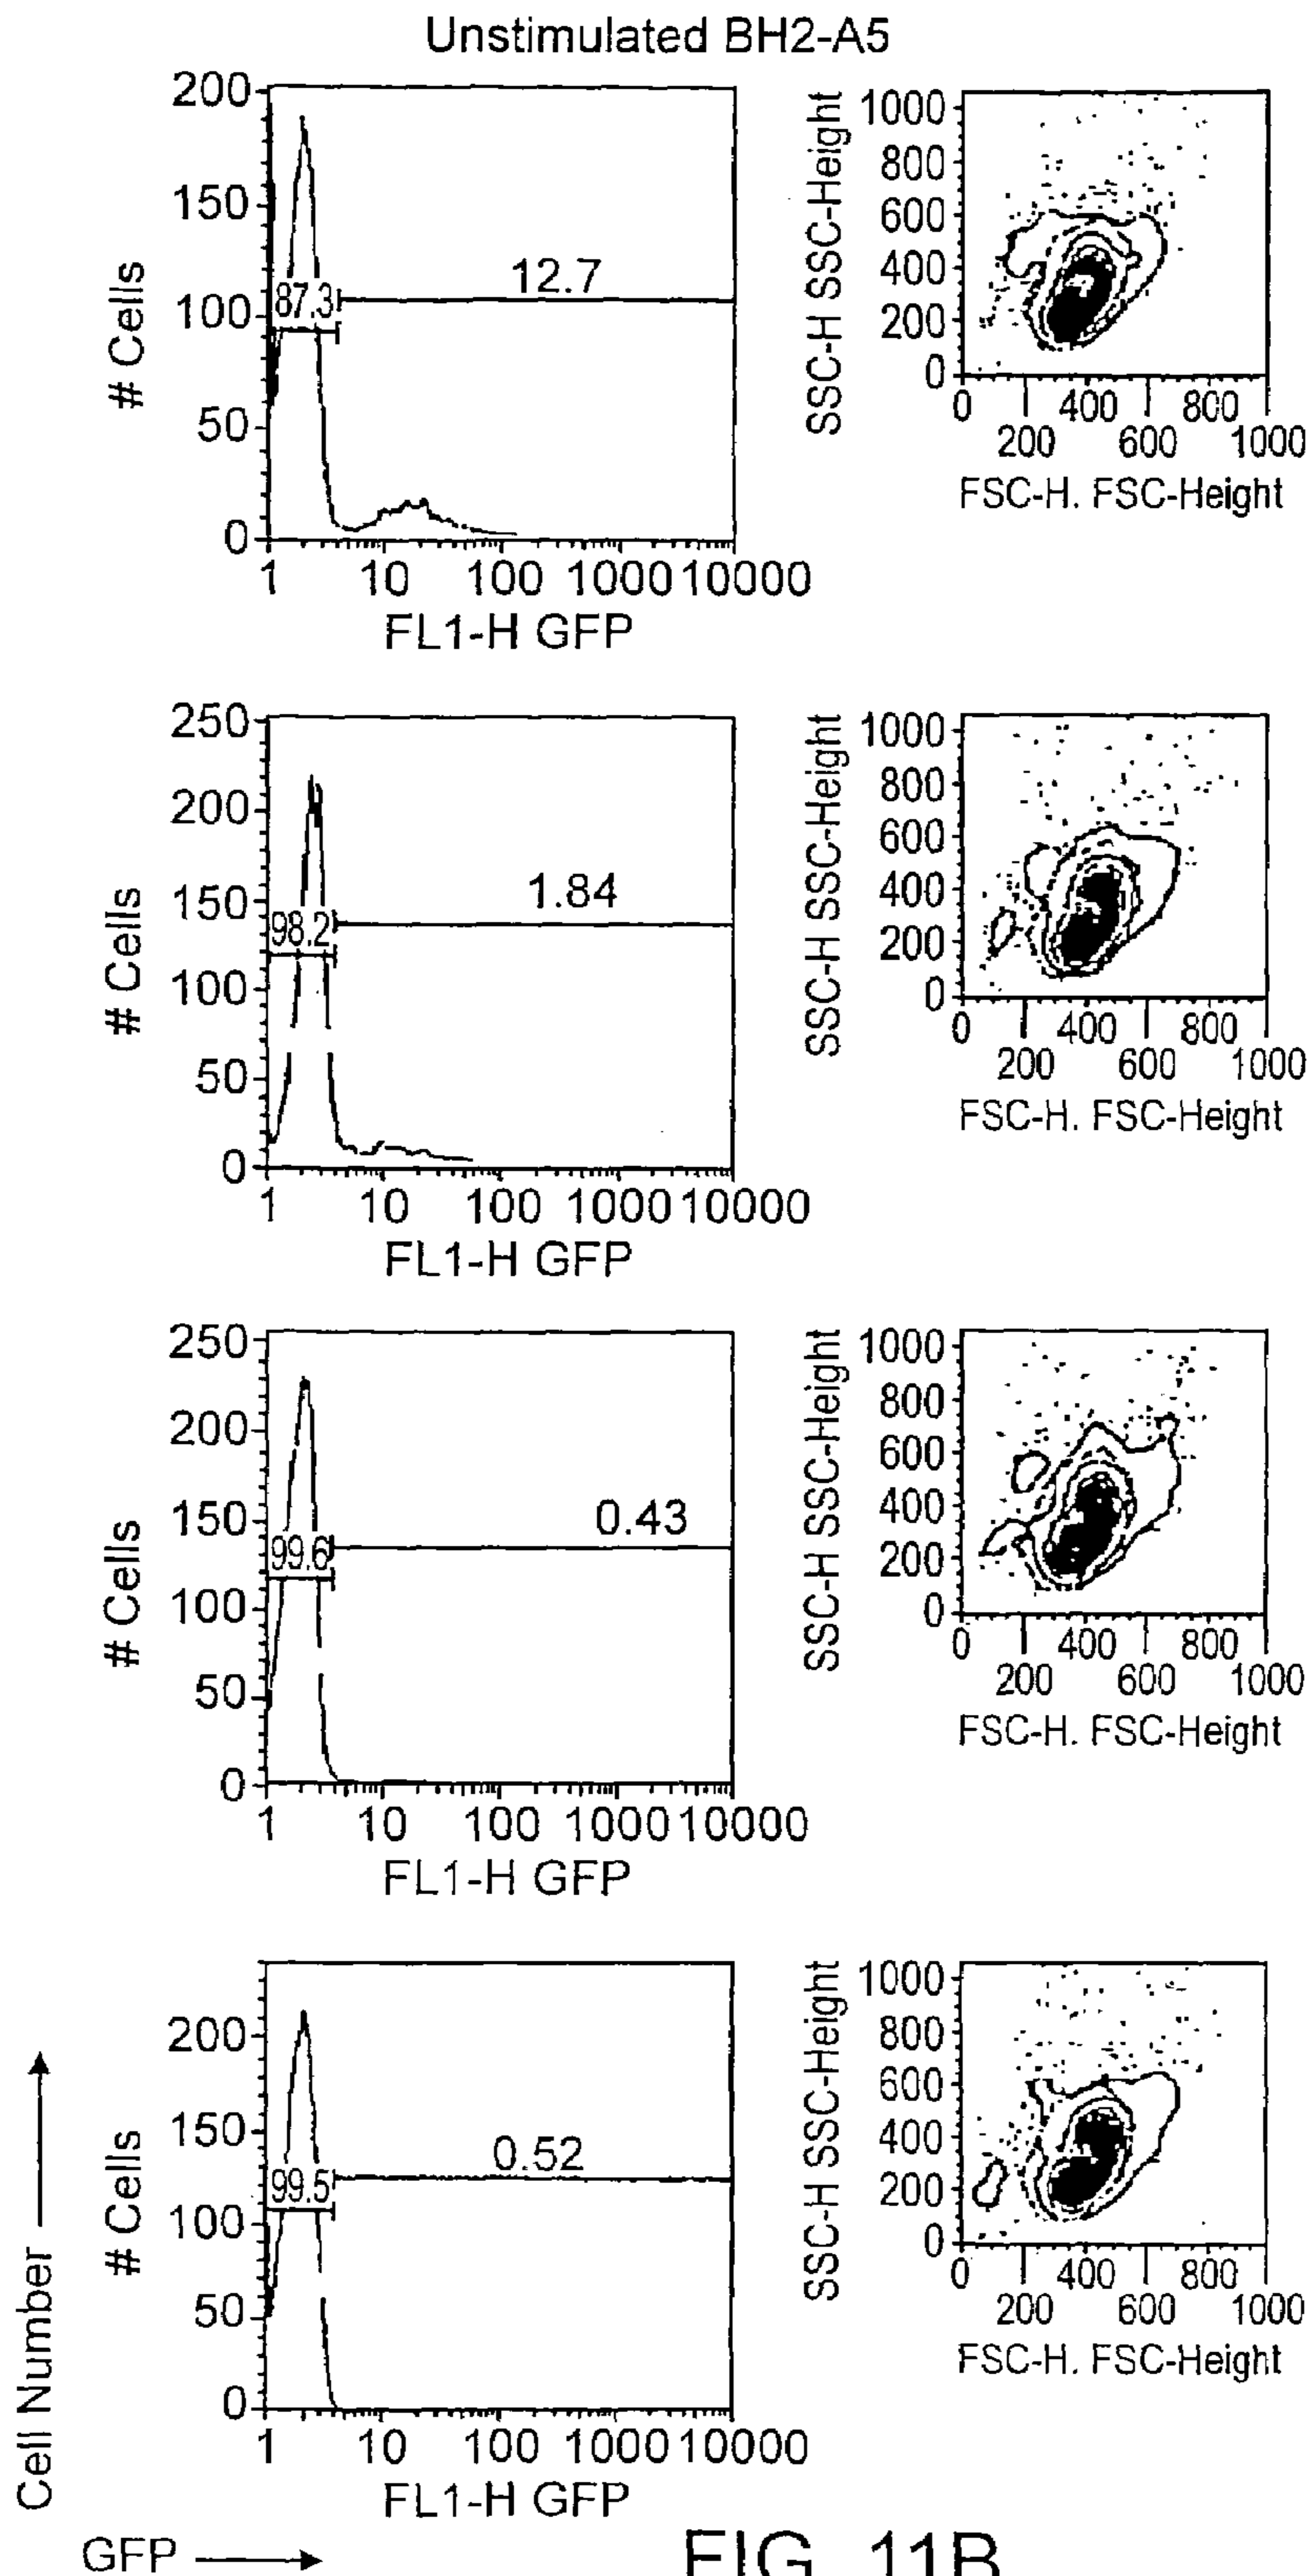 Unstimulated BH2-A5
200
150
100
50
0
# Cells
87.3
12.7
1 10 100 1000 10000
FL1-H GFP
SSC-H SSC-Height
1000
800
600
400
200
0
0 400 800
200 600 1000
FSC-H. FSC-Height
250
200
150
100
50
0
# Cells
98.2
1.84
1 10 100 1000 10000
FL1-H GFP
SSC-H SSC-Height
1000
800
600
400
200
0
0 400 800
200 600 1000
FSC-H. FSC-Height
250
200
150
100
50
0
# Cells
99.6
0.43
1 10 100 1000 10000
FL1-H GFP
SSC-H SSC-Height
1000
800
600
400
200
0
0 400 800
200 600 1000
FSC-H. FSC-Height
200
150
100
50
0
# Cells
99.5
0.52
1 10 100 1000 10000
FL1-H GFP
SSC-H SSC-Height
1000
800
600
400
200
0
0 400 800
200 600 1000
FSC-H. FSC-Height
Cell Number
GFP
FIG. 11B